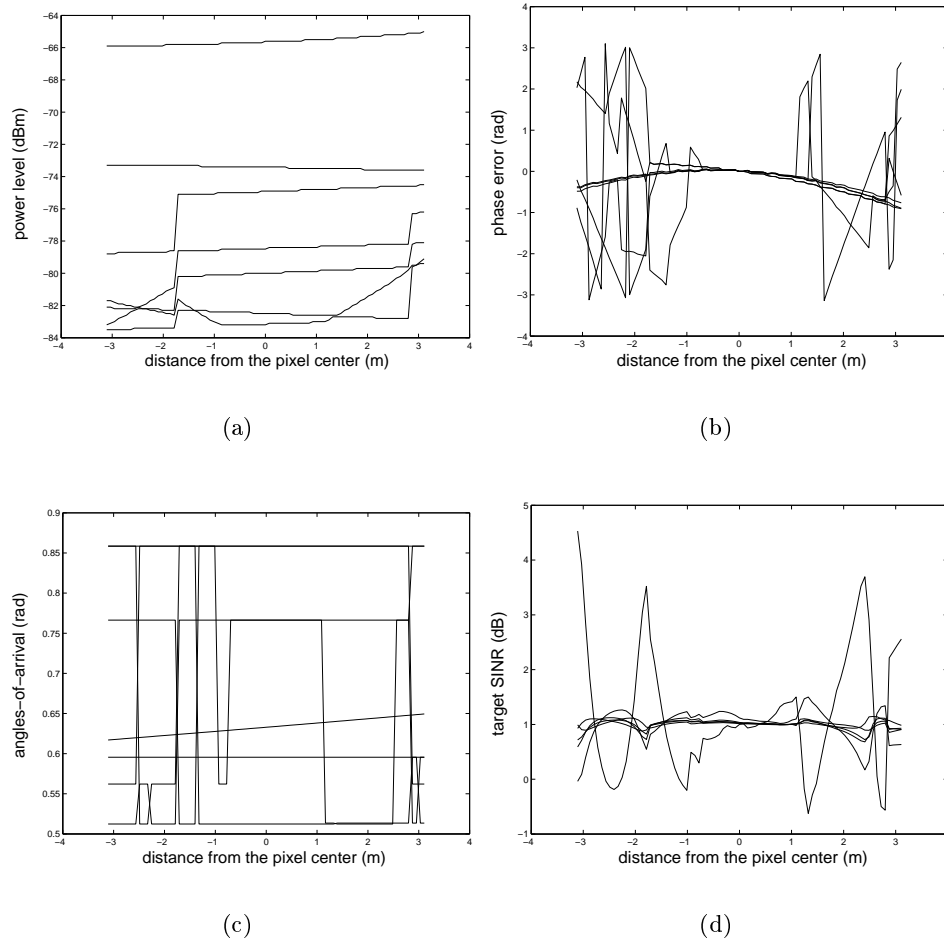 −64
−66
−68
−70
−72
−74
−76
−78
−80
−82
−84
−4 −3 −2 −1 0 1 2 3 4
power level (dBm)
distance from the pixel center (m)
(a)
4
3
2
1
0
−1
−2
−3
−4
−4 −3 −2 −1 0 1 2 3
phase error (rad)
distance from the pixel center (m)
(b)
0.9
0.85
0.8
0.75
0.7
0.65
0.6
0.55
0.5
−4 −3 −2 −1 0 1 2 3 4
angles−of−arrival (rad)
distance from the pixel center (m)
(c)
5
4
3
2
1
0
−1
−4 −3 −2 −1 0 1 2 3
target SINR (dB)
distance from the pixel center (m)
(d)